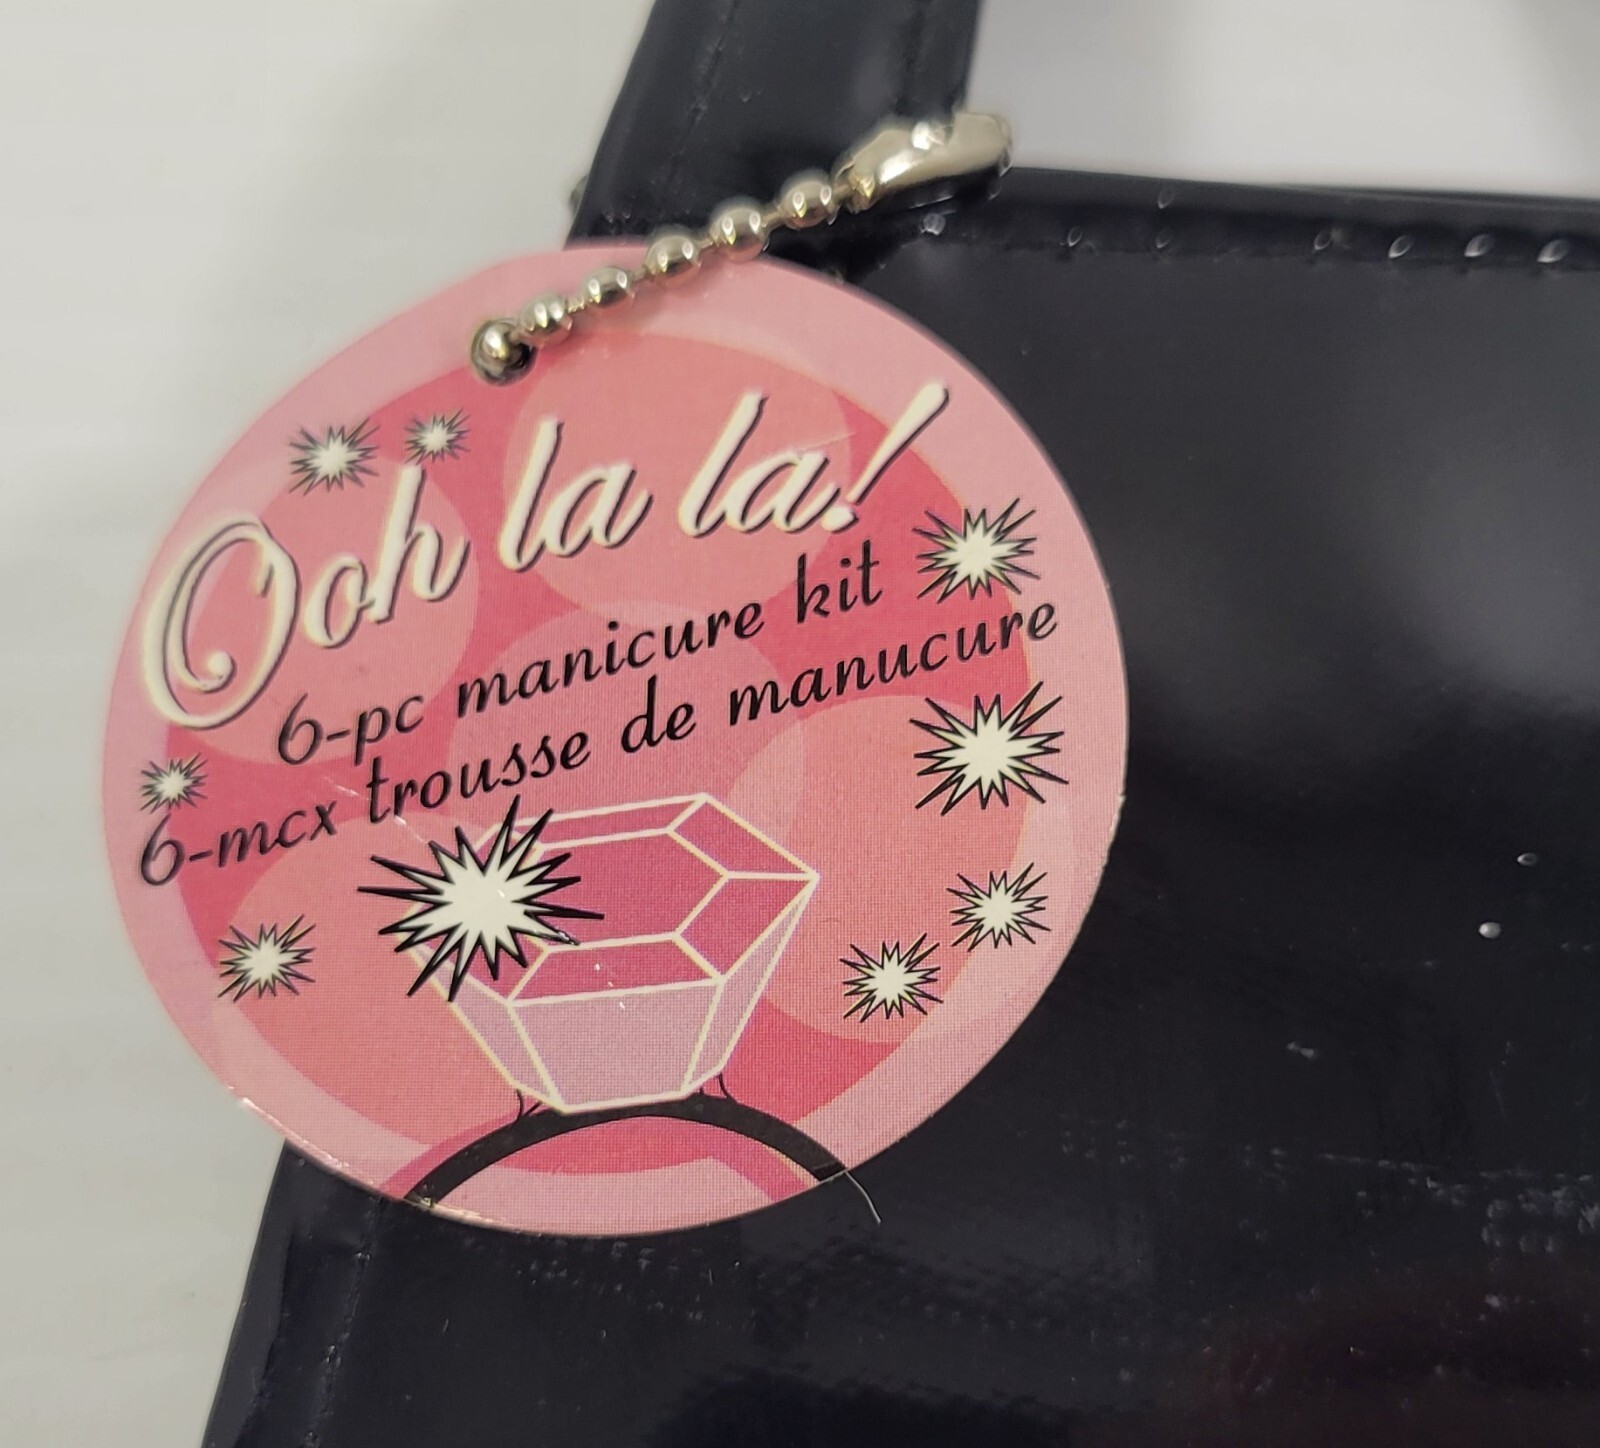 Ooh la la!
6-pc manicure kit
6-mcx trousse de manucure